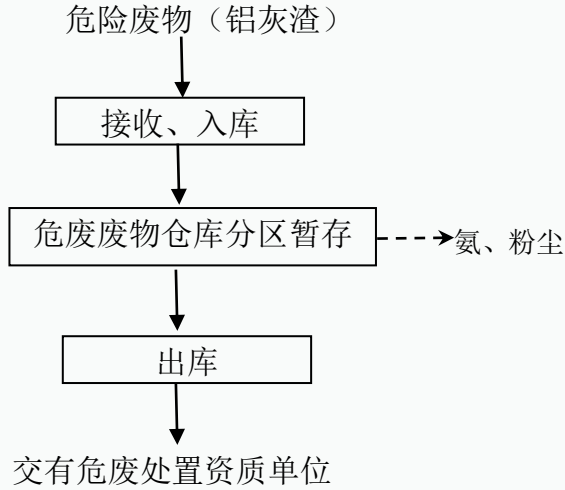 危险废物（铝灰渣）
接收、入库
危废废物仓库分区暂存
氨、粉尘
出库
交有危废处置资质单位